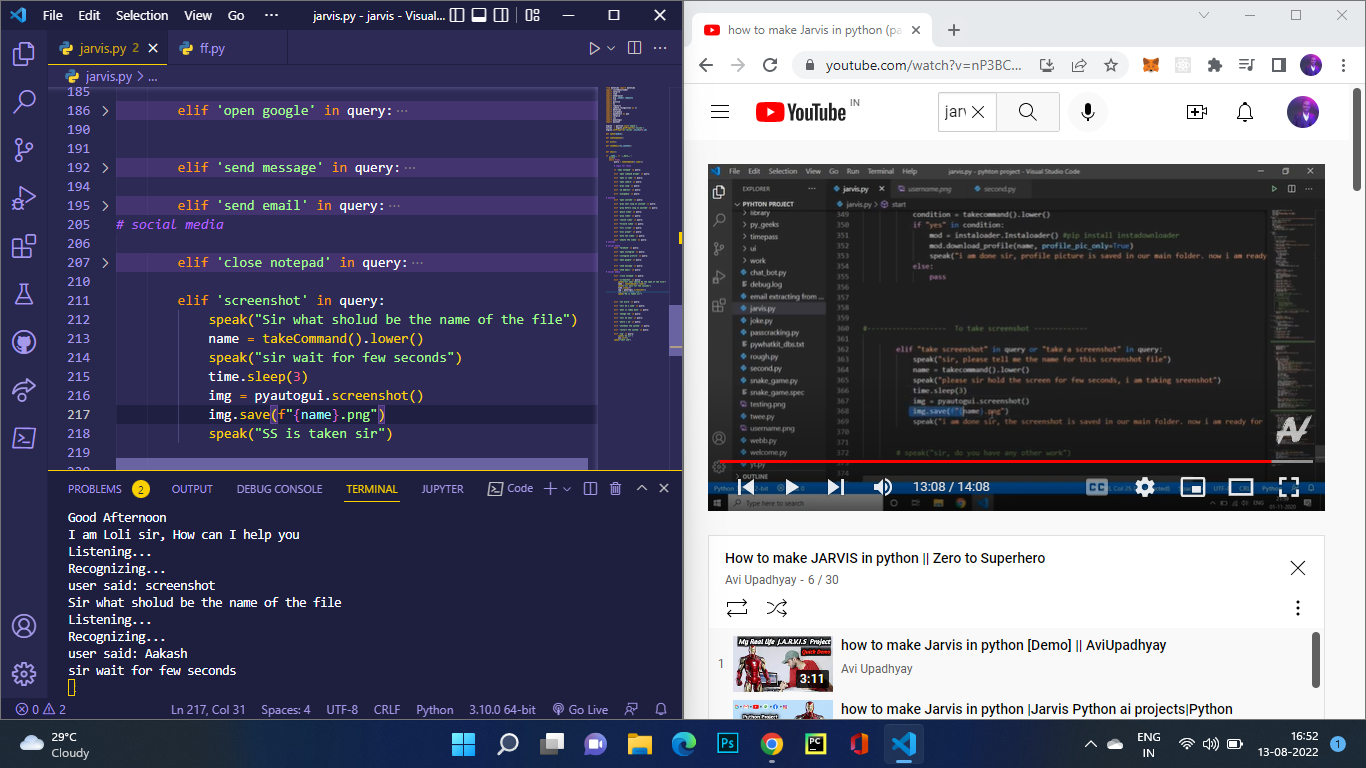 File Edit Selection View Go ··· jarvis.py - jarvis - Visual...
jarvis.py 2
ff.py
jarvis.py > ...
185
186 elif 'open google' in query: ···
190
191
192 elif 'send message' in query: ···
194
195 elif 'send email' in query: ···
205 # social media
206
207 elif 'close notepad' in query: ···
210
211 elif 'screenshot' in query:
212 speak("Sir what sholud be the name of the file")
213 name = takeCommand().lower()
214 speak("sir wait for few seconds")
215 time.sleep(3)
216 img = pyautogui.screenshot()
217 img.save(f"{name}.png")
218 speak("SS is taken sir")
219
PROBLEMS 2 OUTPUT DEBUG CONSOLE TERMINAL JUPYTER Code
Good Afternoon
I am Loli sir, How can I help you
Listening...
Recognizing...
user said: screenshot
Sir what sholud be the name of the file
Listening...
Recognizing...
user said: Aakash
sir wait for few seconds
0 2 Ln 217, Col 31 Spaces: 4 UTF-8 CRLF Python 3.10.0 64-bit Go Live
how to make Jarvis in python (pa
youtube.com/watch?v=nP3BC...
YouTube IN
jar
File Edit Selection View Go Run Terminal Help jarvis.py - pyhton project - Visual Studio Code
EXPLORER ···
jarvis.py
username.png
second.py
PYHTON PROJECT
jarvis.py > start
library
py_geeks
timepass
ui
work
chat_bot.py
debug.log
email extracting from ...
jarvis.py
joke.py
passcracking.py
pywhatkit_dbs.txt
rough.py
second.py
snake_game.py
snake_game.spec
testing.png
twee.py
username.png
webb.py
welcome.py
yt.py
OUTLINE
349 condition = takecommand().lower()
350 if "yes" in condition:
351 mod = instaloader.Instaloader() #pip install instadownloader
352 mod.download_profile(name, profile_pic_only=True)
353 speak("i am done sir, profile picture is saved in our main folder. now i am ready
354 else:
355 pass
356
357
358
359
360 #---------------- To take screenshot -----------
361
362 elif "take screenshot" in query or "take a screenshot" in query:
363 speak("sir, please tell me the name for this screenshot file")
364 name = takecommand().lower()
365 speak("please sir hold the screen for few seconds, i am taking sreenshot")
366 time.sleep(3)
367 img = pyautogui.screenshot()
368 img.save(f"{name}.png")
369 speak("i am done sir, the screenshot is saved in our main folder. now i am ready for
370
371
372
373 # speak("sir, do you have any other work")
374
13:08 / 14:08
CC
Type here to search
01-11-2020
How to make JARVIS in python || Zero to Superhero
Avi Upadhyay - 6 / 30
1
My Real life J.A.R.V.I.S Project
Quick Demo
3:11
how to make Jarvis in python [Demo] || AviUpadhyay
Avi Upadhyay
Python Project
how to make Jarvis in python |Jarvis Python ai projects|Python
29°C
Cloudy
Ps
PC
ENG
IN
16:52
13-08-2022
1